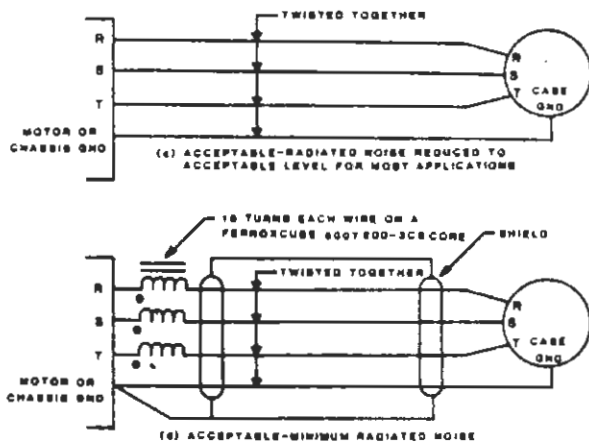 TWISTED TOGETHER
R
S
T
MOTOR OR
CHASSIS GND
R
S
T
CASE
GND
(c) ACCEPTABLE-RADIATED NOISE REDUCED TO
ACCEPTABLE LEVEL FOR MOST APPLICATIONS
TURNS EACH WIRE ON A
FERROXCUBE CORE
SHIELD
TWISTED TOGETHER
R
S
T
MOTOR OR
CHASSIS GND
R
S
T
CASE
GND
(d) ACCEPTABLE-MINIMUM RADIATED NOISE